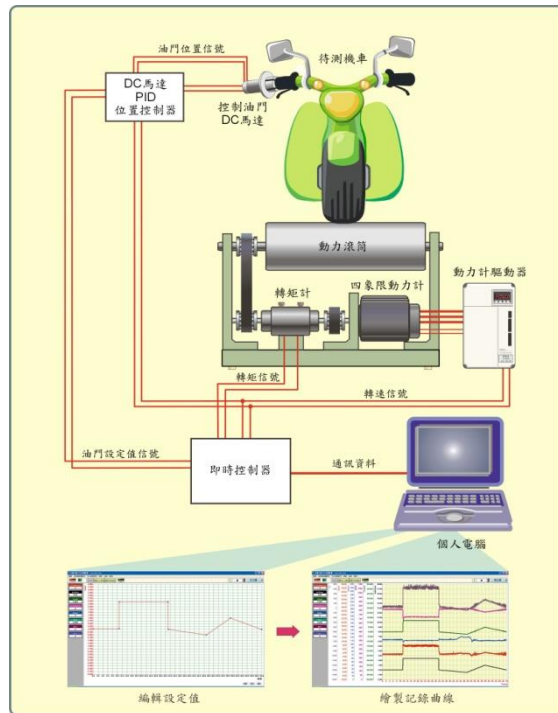 油門位置信號
待測機車
DC馬達
PID
位置控制器
控制油門
DC馬達
動力滾筒
動力計驅動器
轉矩計
四象限動力計
轉矩信號
轉速信號
油門設定值信號
即時控制器
通訊資料
個人電腦
編輯設定值
繪製記錄曲線